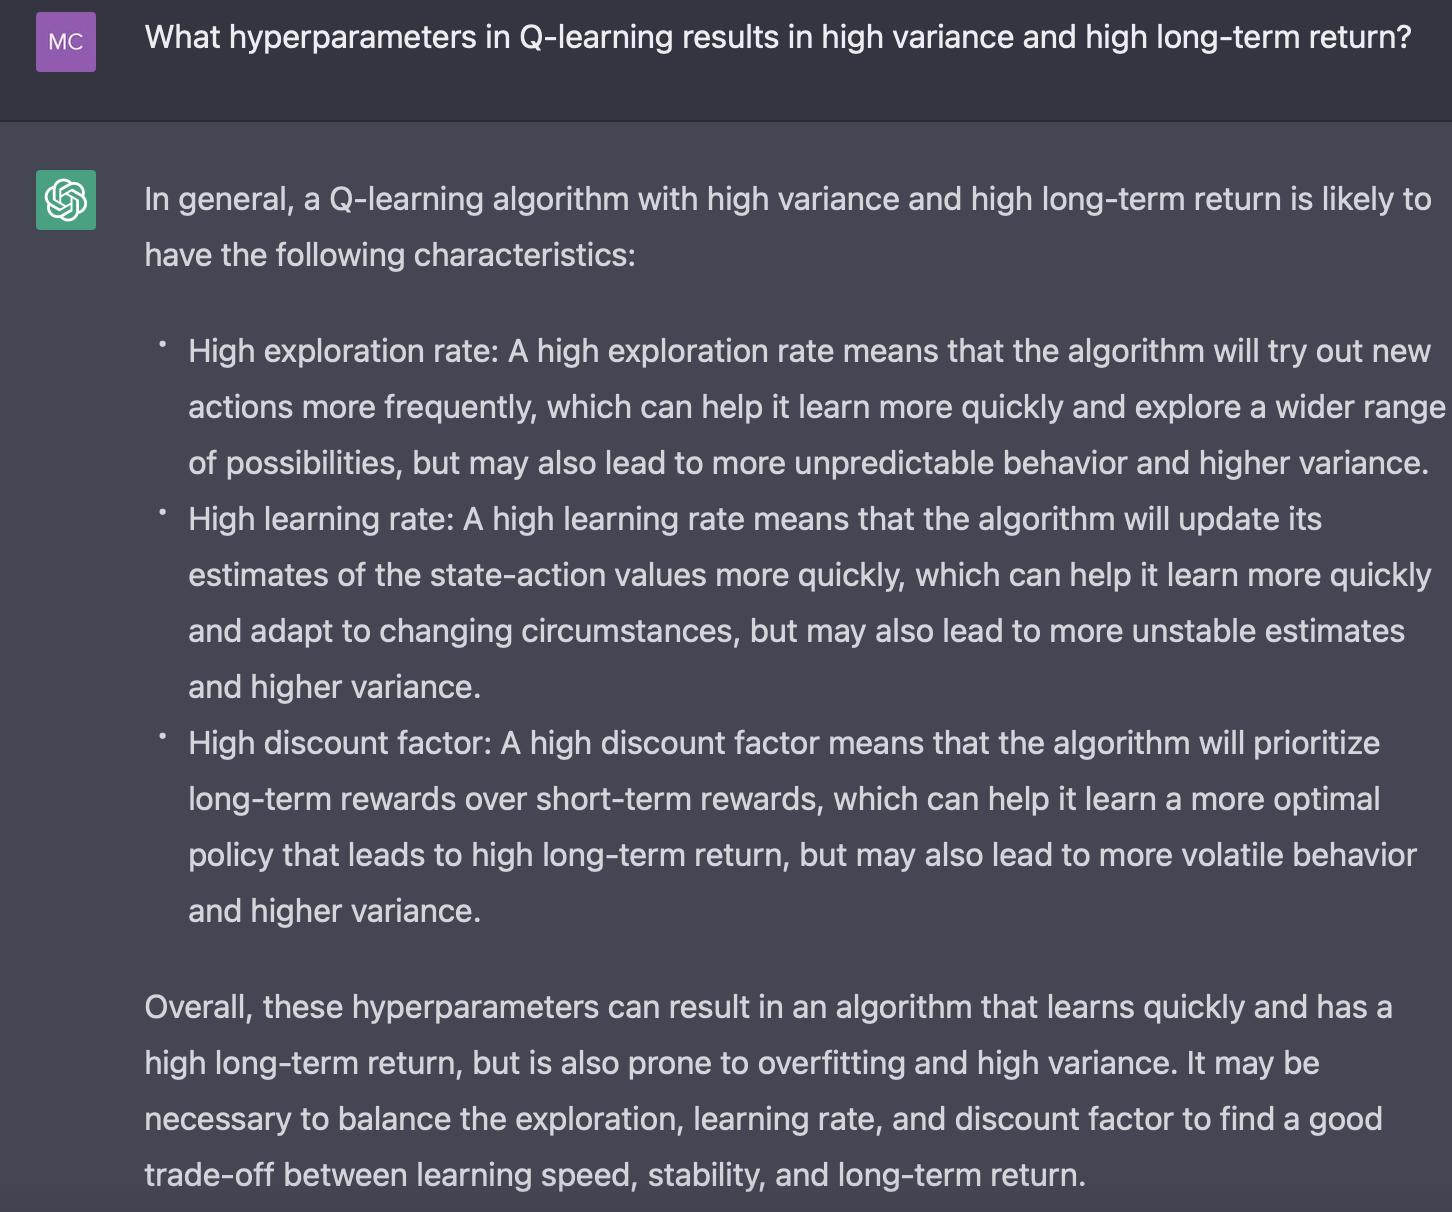 MC
What hyperparameters in Q-learning results in high variance and high long-term return?
In general, a Q-learning algorithm with high variance and high long-term return is likely to
have the following characteristics:
• High exploration rate: A high exploration rate means that the algorithm will try out new
actions more frequently, which can help it learn more quickly and explore a wider range
of possibilities, but may also lead to more unpredictable behavior and higher variance.
• High learning rate: A high learning rate means that the algorithm will update its
estimates of the state-action values more quickly, which can help it learn more quickly
and adapt to changing circumstances, but may also lead to more unstable estimates
and higher variance.
• High discount factor: A high discount factor means that the algorithm will prioritize
long-term rewards over short-term rewards, which can help it learn a more optimal
policy that leads to high long-term return, but may also lead to more volatile behavior
and higher variance.
Overall, these hyperparameters can result in an algorithm that learns quickly and has a
high long-term return, but is also prone to overfitting and high variance. It may be
necessary to balance the exploration, learning rate, and discount factor to find a good
trade-off between learning speed, stability, and long-term return.